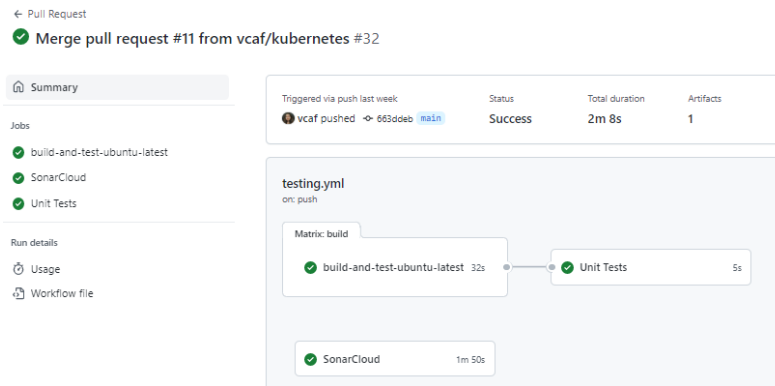 ← Pull Request
Merge pull request #11 from vcaf/kubernetes #32
Summary
Jobs
build-and-test-ubuntu-latest
SonarCloud
Unit Tests
Run details
Usage
Workflow file
Triggered via push last week
vcaf pushed 663ddeb main
Status
Success
Total duration
2m 8s
Artifacts
1
testing.yml
on: push
Matrix: build
build-and-test-ubuntu-latest 32s
Unit Tests 5s
SonarCloud 1m 50s